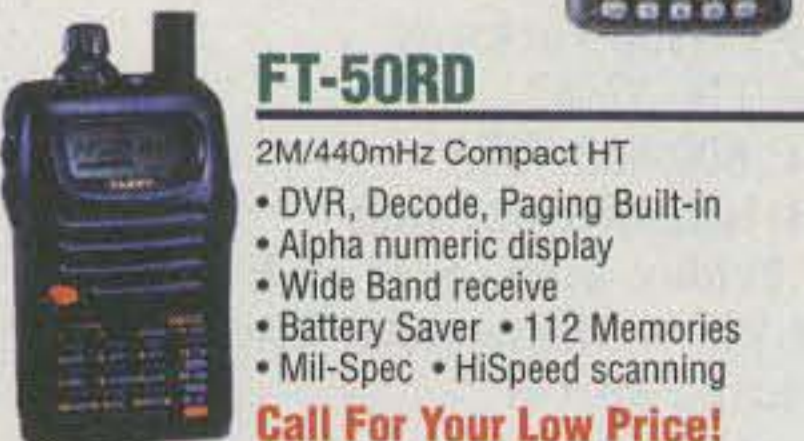 FT-50RD
2M/440mHz Compact HT
• DVR, Decode, Paging Built-in
• Alpha numeric display
• Wide Band receive
• Battery Saver • 112 Memories
• Mil-Spec • HiSpeed scanning
Call For Your Low Price!